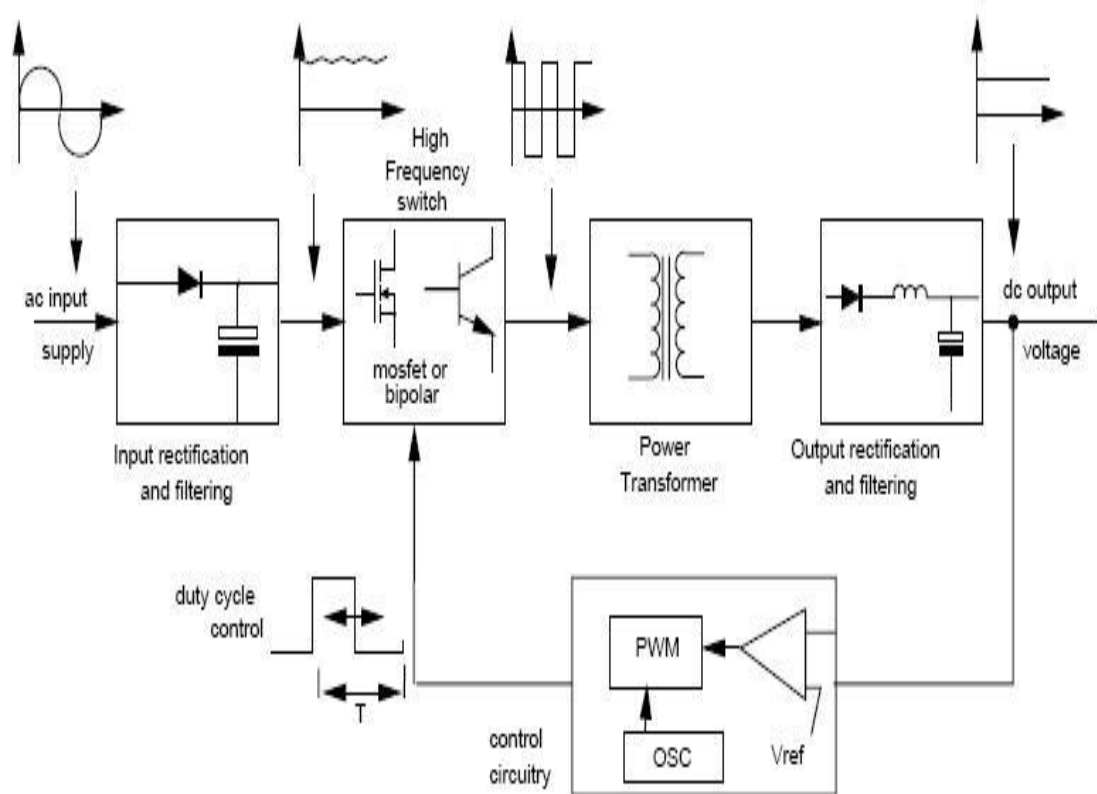 High
Frequency
switch
ac input
supply
mosfet or
bipolar
dc output
voltage
Input rectification
and filtering
Power
Transformer
Output rectification
and filtering
duty cycle
control
T
PWM
OSC
Vref
control
circuitry